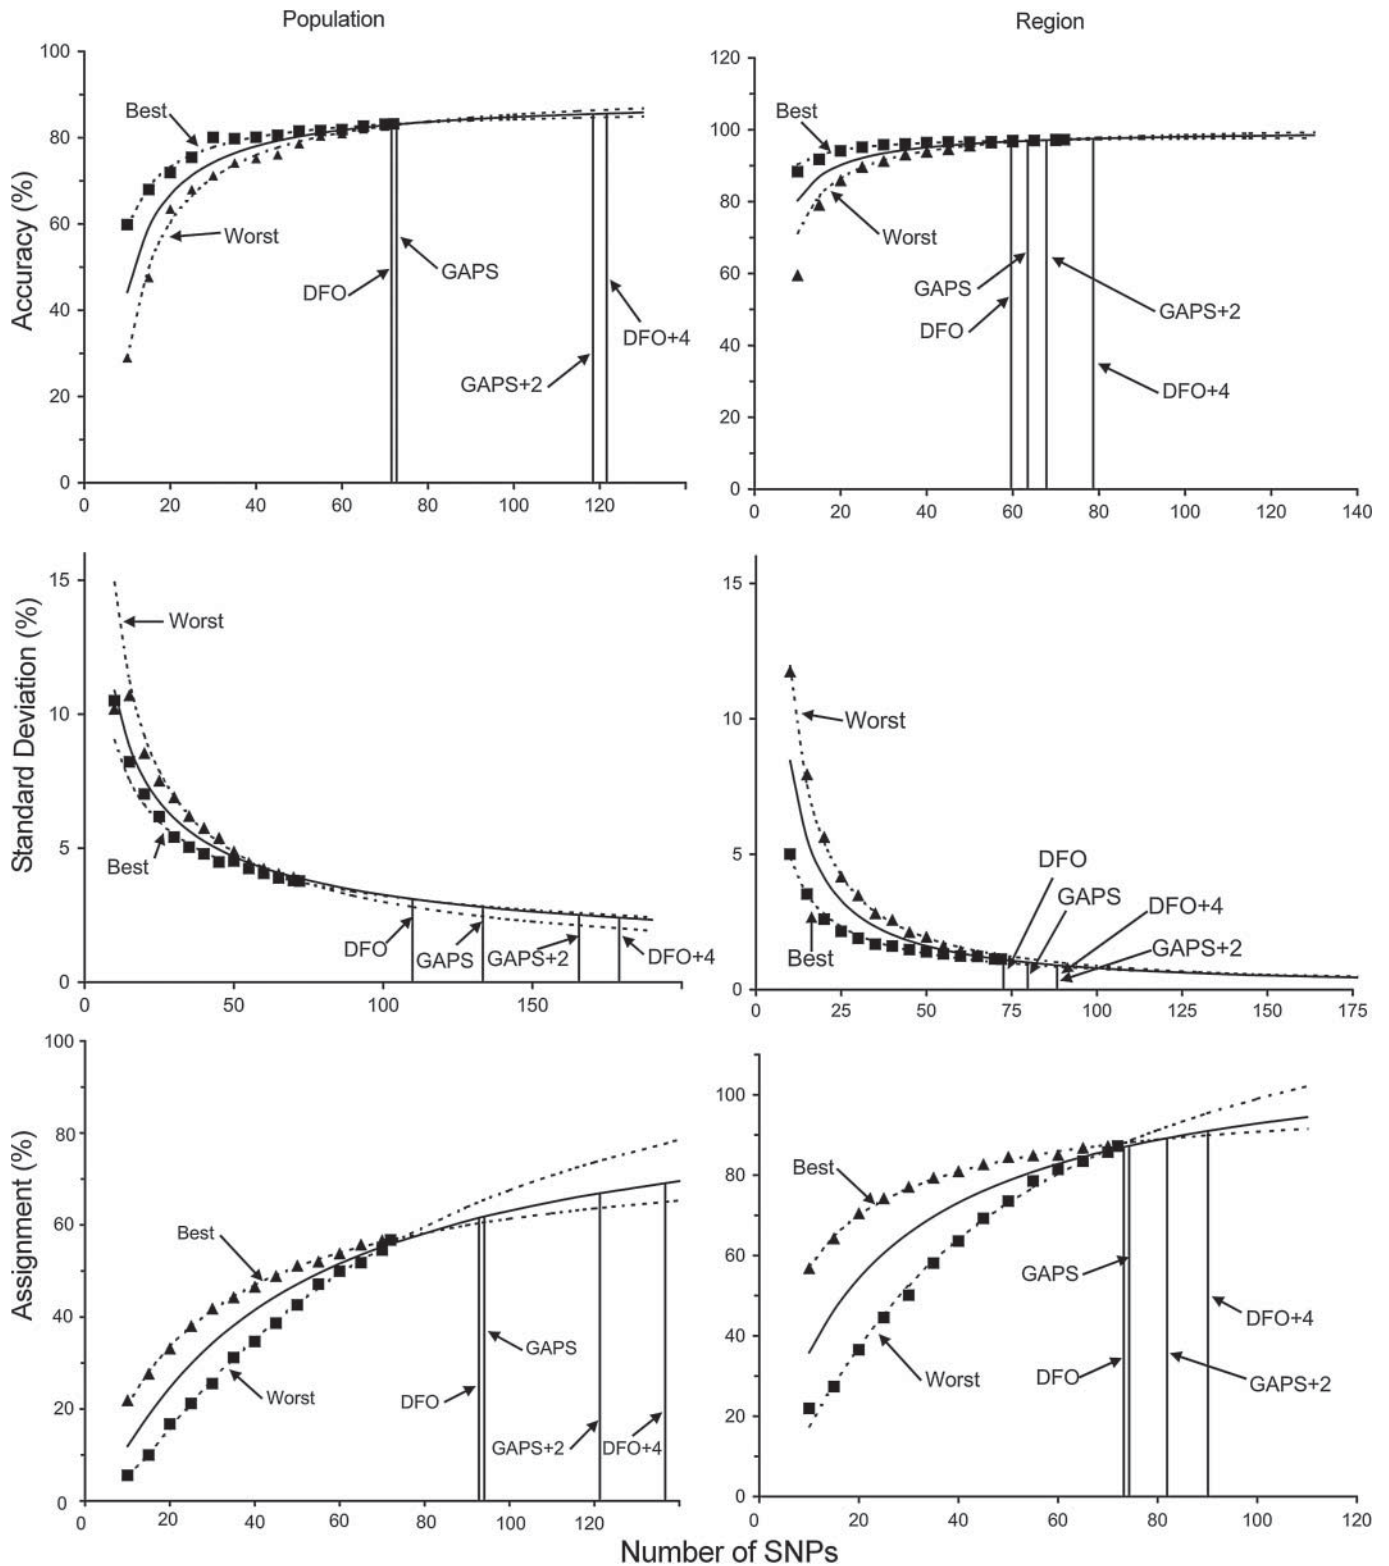 Population
Region
Accuracy (%)
100
80
60
40
20
0
0 20 40 60 80 100 120
Best
Worst
DFO
GAPS
GAPS+2
DFO+4
120
100
80
60
40
20
0
0 20 40 60 80 100 120 140
Best
Worst
GAPS
DFO
GAPS+2
DFO+4
Standard Deviation (%)
15
10
5
0
0 50 100 150
Worst
Best
DFO
GAPS
GAPS+2
DFO+4
15
10
5
0
0 25 50 75 100 125 150 175
Worst
Best
DFO
GAPS
DFO+4
GAPS+2
Assignment (%)
100
80
60
40
20
0
0 20 40 60 80 100 120
Best
Worst
GAPS
DFO
GAPS+2
DFO+4
100
80
60
40
20
0
0 20 40 60 80 100 120
Best
Worst
GAPS
DFO
DFO+4
GAPS+2
Number of SNPs